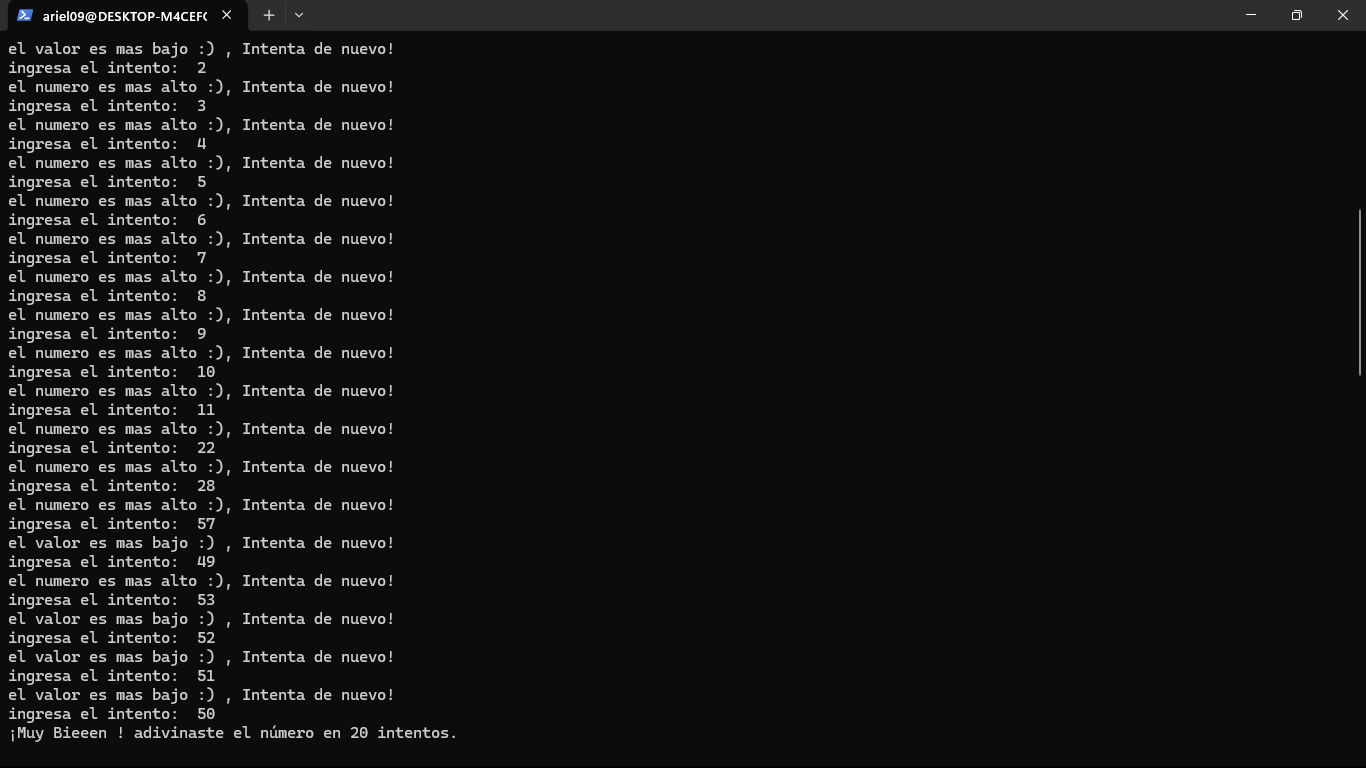 ariel09@DESKTOP-M4CEF
el valor es mas bajo :) , Intenta de nuevo!
ingresa el intento:  2
el numero es mas alto :), Intenta de nuevo!
ingresa el intento:  3
el numero es mas alto :), Intenta de nuevo!
ingresa el intento:  4
el numero es mas alto :), Intenta de nuevo!
ingresa el intento:  5
el numero es mas alto :), Intenta de nuevo!
ingresa el intento:  6
el numero es mas alto :), Intenta de nuevo!
ingresa el intento:  7
el numero es mas alto :), Intenta de nuevo!
ingresa el intento:  8
el numero es mas alto :), Intenta de nuevo!
ingresa el intento:  9
el numero es mas alto :), Intenta de nuevo!
ingresa el intento:  10
el numero es mas alto :), Intenta de nuevo!
ingresa el intento:  11
el numero es mas alto :), Intenta de nuevo!
ingresa el intento:  22
el numero es mas alto :), Intenta de nuevo!
ingresa el intento:  28
el numero es mas alto :), Intenta de nuevo!
ingresa el intento:  57
el valor es mas bajo :) , Intenta de nuevo!
ingresa el intento:  49
el numero es mas alto :), Intenta de nuevo!
ingresa el intento:  53
el valor es mas bajo :) , Intenta de nuevo!
ingresa el intento:  52
el valor es mas bajo :) , Intenta de nuevo!
ingresa el intento:  51
el valor es mas bajo :) , Intenta de nuevo!
ingresa el intento:  50
¡Muy Bieeen ! adivinaste el número en 20 intentos.